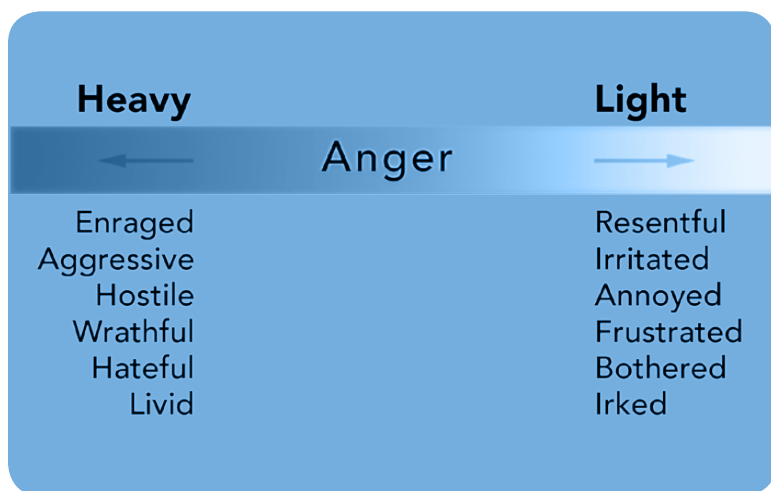 Heavy Light
Anger
Enraged Resentful
Aggressive Irritated
Hostile Annoyed
Wrathful Frustrated
Hateful Bothered
Livid Irked